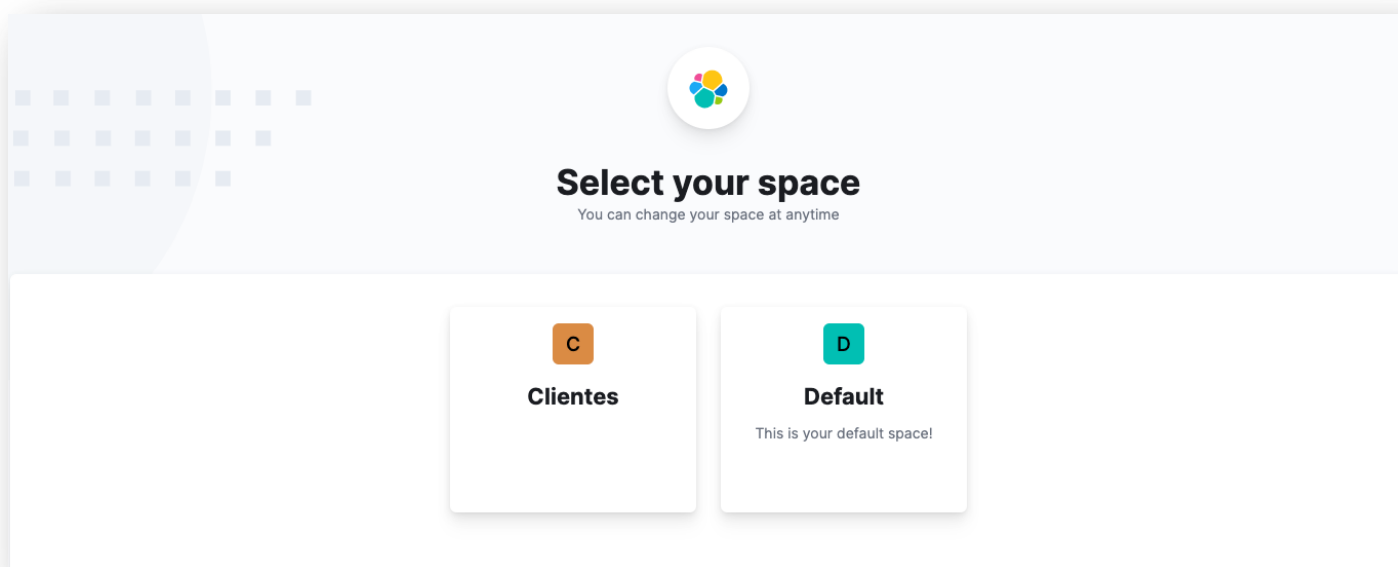 Select your space
You can change your space at anytime
C
Clientes
D
Default
This is your default space!